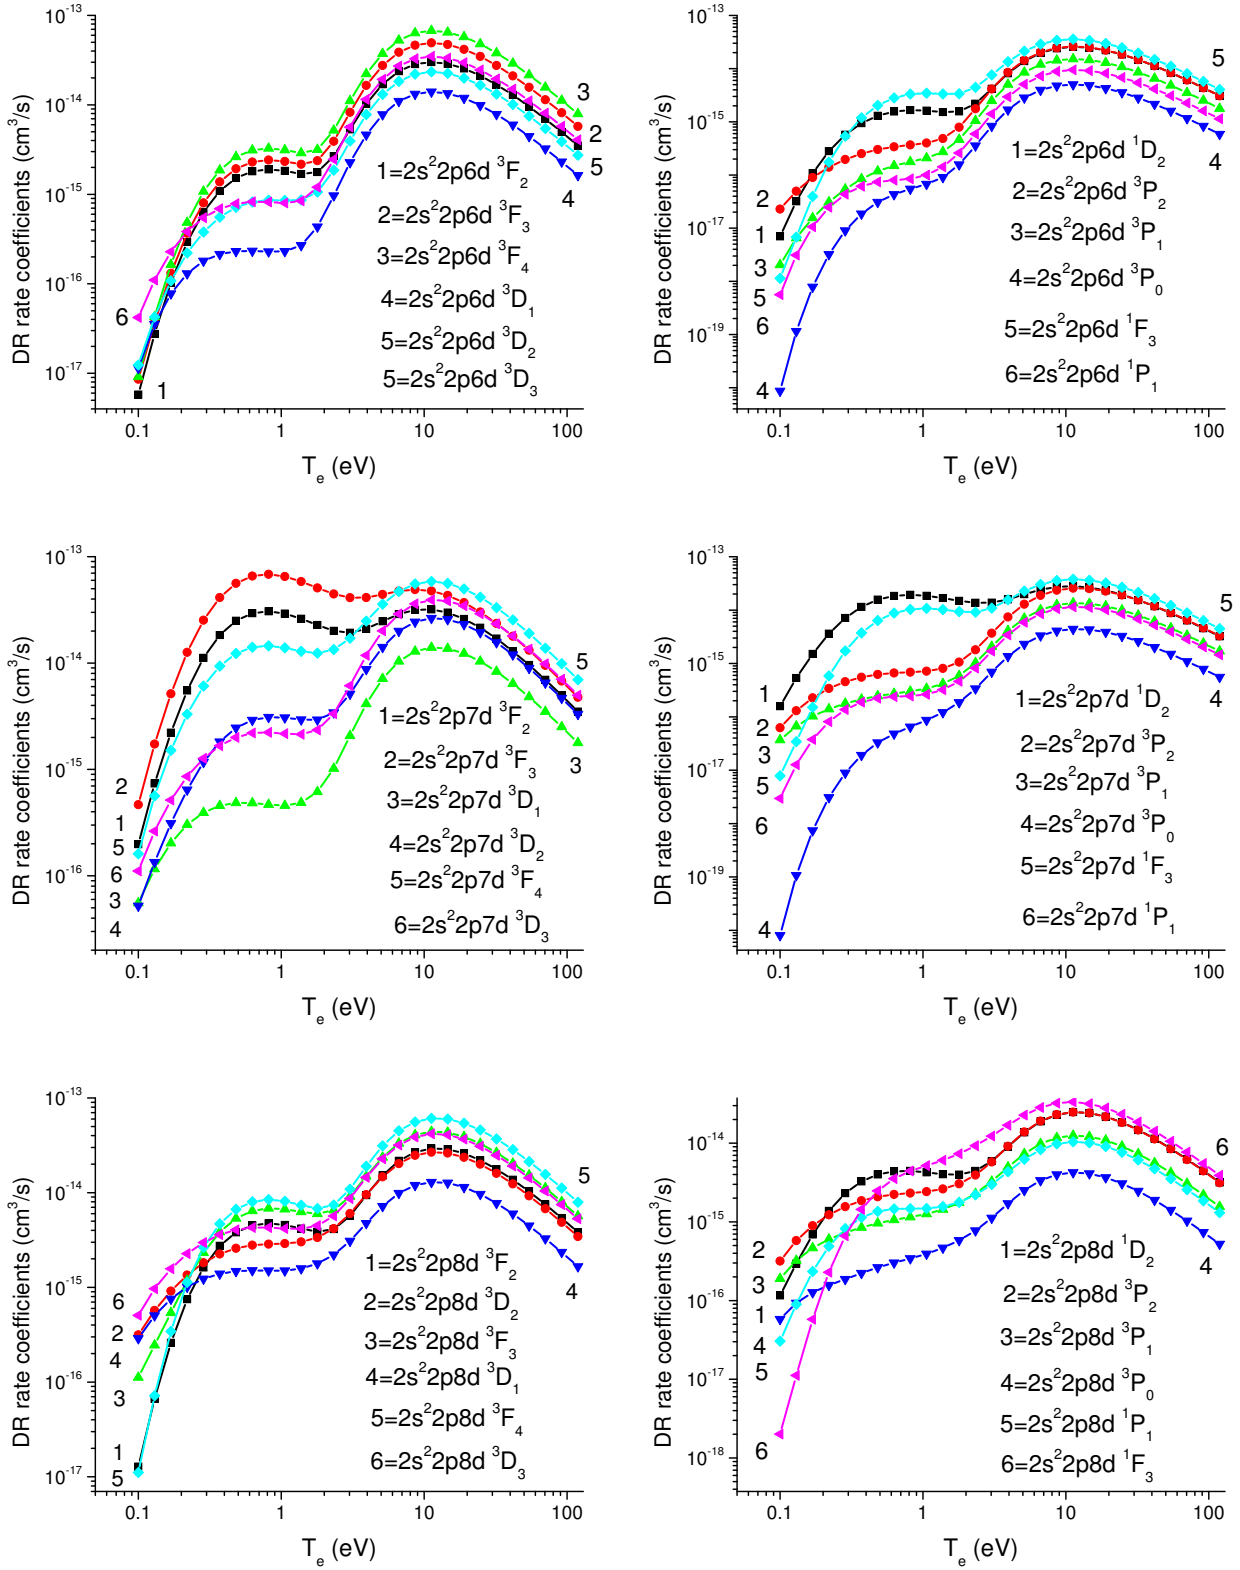 10^-13
10^-14
10^-15
10^-16
10^-17
DR rate coefficients (cm^3/s)
0.1 1 10 100
T_e (eV)
3
2
5
4
6
1
1=2s^2 2p6d ^3F_2
2=2s^2 2p6d ^3F_3
3=2s^2 2p6d ^3F_4
4=2s^2 2p6d ^3D_1
5=2s^2 2p6d ^3D_2
5=2s^2 2p6d ^3D_3
10^-13
10^-15
10^-17
10^-19
DR rate coefficients (cm^3/s)
0.1 1 10 100
T_e (eV)
5
4
2
1
3
5
6
4
1=2s^2 2p6d ^1D_2
2=2s^2 2p6d ^3P_2
3=2s^2 2p6d ^3P_1
4=2s^2 2p6d ^3P_0
5=2s^2 2p6d ^1F_3
6=2s^2 2p6d ^1P_1
10^-13
10^-14
10^-15
10^-16
DR rate coefficients (cm^3/s)
0.1 1 10 100
T_e (eV)
5
3
2
1
5
6
3
4
1=2s^2 2p7d ^3F_2
2=2s^2 2p7d ^3F_3
3=2s^2 2p7d ^3D_1
4=2s^2 2p7d ^3D_2
5=2s^2 2p7d ^3F_4
6=2s^2 2p7d ^3D_3
10^-13
10^-15
10^-17
10^-19
DR rate coefficients (cm^3/s)
0.1 1 10 100
T_e (eV)
5
4
1
2
3
5
6
4
1=2s^2 2p7d ^1D_2
2=2s^2 2p7d ^3P_2
3=2s^2 2p7d ^3P_1
4=2s^2 2p7d ^3P_0
5=2s^2 2p7d ^1F_3
6=2s^2 2p7d ^1P_1
10^-13
10^-14
10^-15
10^-16
10^-17
DR rate coefficients (cm^3/s)
0.1 1 10 100
T_e (eV)
5
4
6
2
4
3
1
5
1=2s^2 2p8d ^3F_2
2=2s^2 2p8d ^3D_2
3=2s^2 2p8d ^3F_3
4=2s^2 2p8d ^3D_1
5=2s^2 2p8d ^3F_4
6=2s^2 2p8d ^3D_3
10^-14
10^-15
10^-16
10^-17
10^-18
DR rate coefficients (cm^3/s)
0.1 1 10 100
T_e (eV)
6
4
2
3
1
4
5
6
1=2s^2 2p8d ^1D_2
2=2s^2 2p8d ^3P_2
3=2s^2 2p8d ^3P_1
4=2s^2 2p8d ^3P_0
5=2s^2 2p8d ^1P_1
6=2s^2 2p8d ^1F_3